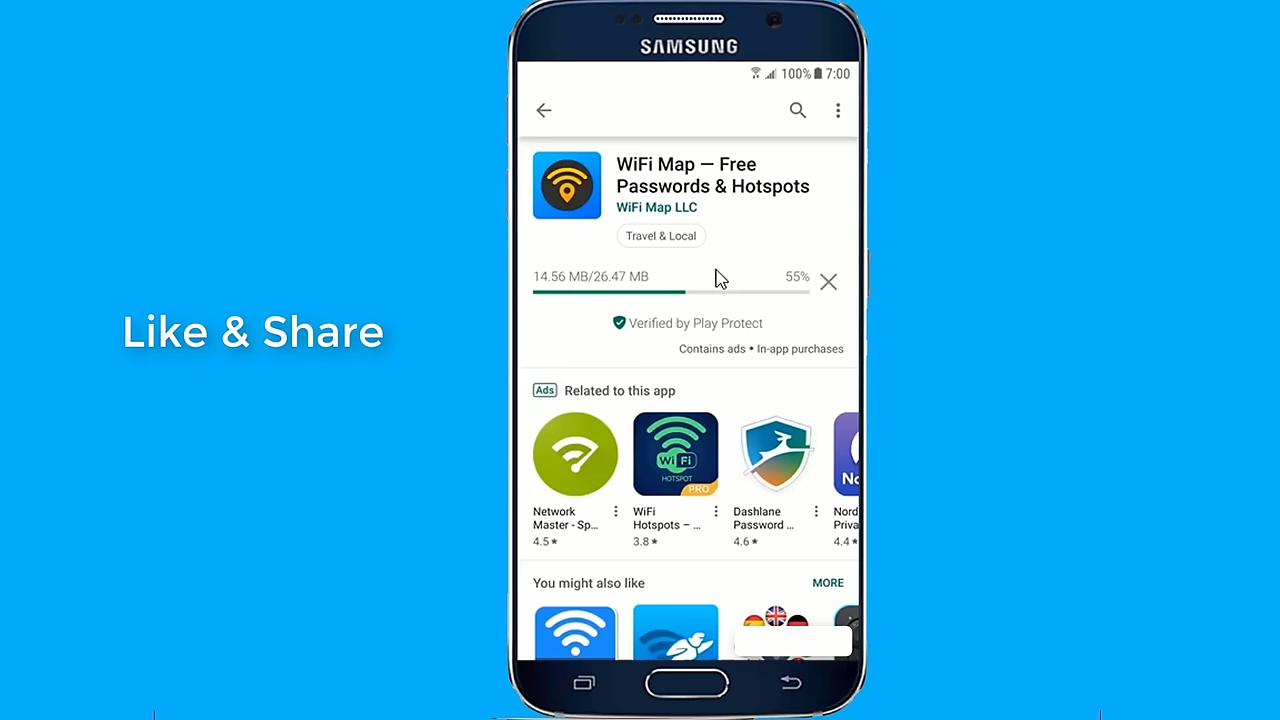 SAMSUNG
100% 7:00
WiFi Map — Free
Passwords & Hotspots
WiFi Map LLC
Travel & Local
14.56 MB/26.47 MB 55%
Like & Share
Verified by Play Protect
Contains ads • In-app purchases
Ads Related to this app
WiFi
HOTSPOT
PRO
No
Network
Master - Sp...
4.5★
WiFi
Hotspots – ...
3.8★
Dashlane
Password ...
4.6★
Nord
Priva
4.4★
You might also like MORE